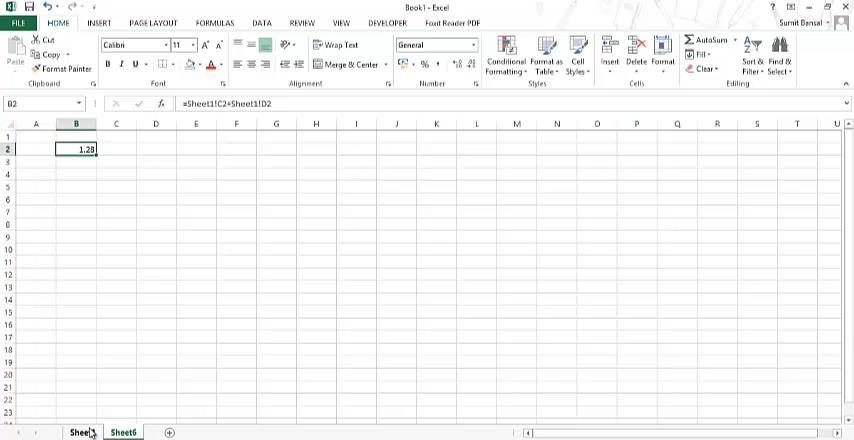 Book1 - Excel
FILE HOME INSERT PAGE LAYOUT FORMULAS DATA REVIEW VIEW DEVELOPER Foxit Reader PDF Sumit Bansal
Paste
Cut
Copy
Format Painter
Clipboard
Calibri 11
B I U
Font
Wrap Text
Merge & Center
Alignment
General
Number
Conditional Formatting
Format as Table
Cell Styles
Styles
Insert Delete Format
Cells
AutoSum
Fill
Clear
Sort & Filter
Find & Select
Editing
B2 fx =Sheet1!C2+Sheet1!D2
A B C D E F G H I J K L M N O P Q R S T U
1
2 1.28
3
4
5
6
7
8
9
10
11
12
13
14
15
16
17
18
19
20
21
22
23
Sheet6